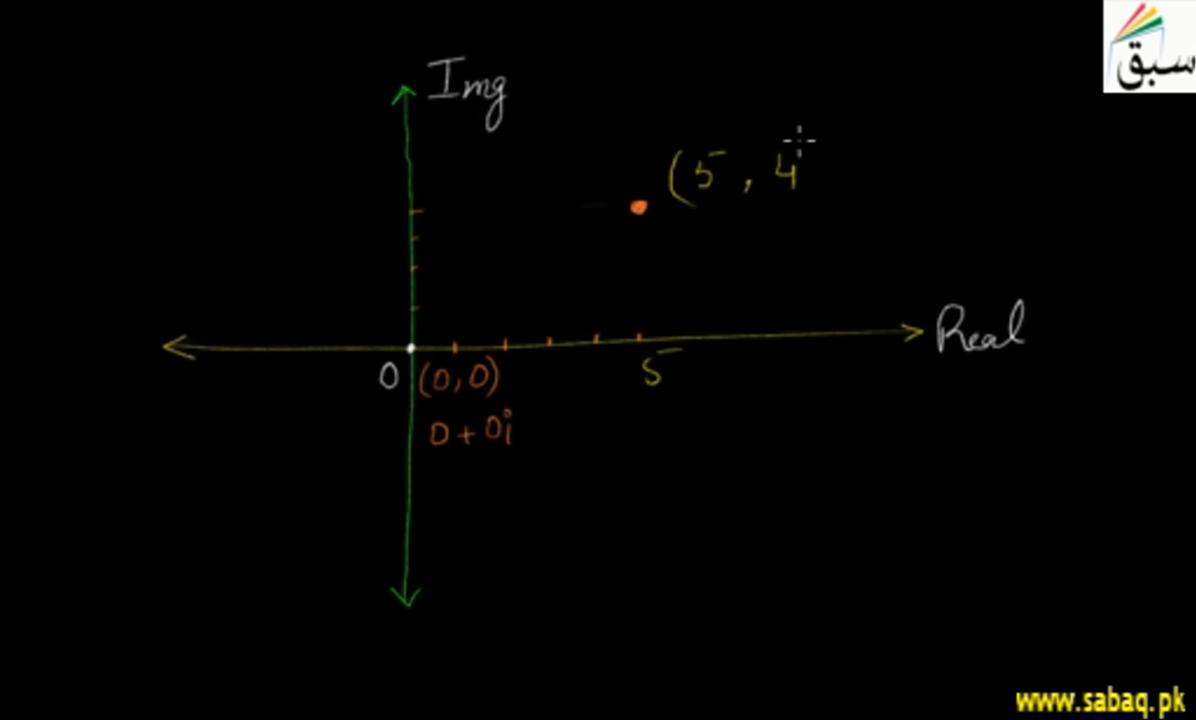 سبق
Img
(5, 4
Real
0 (0,0)
5
0 + 0i
www.sabaq.pk